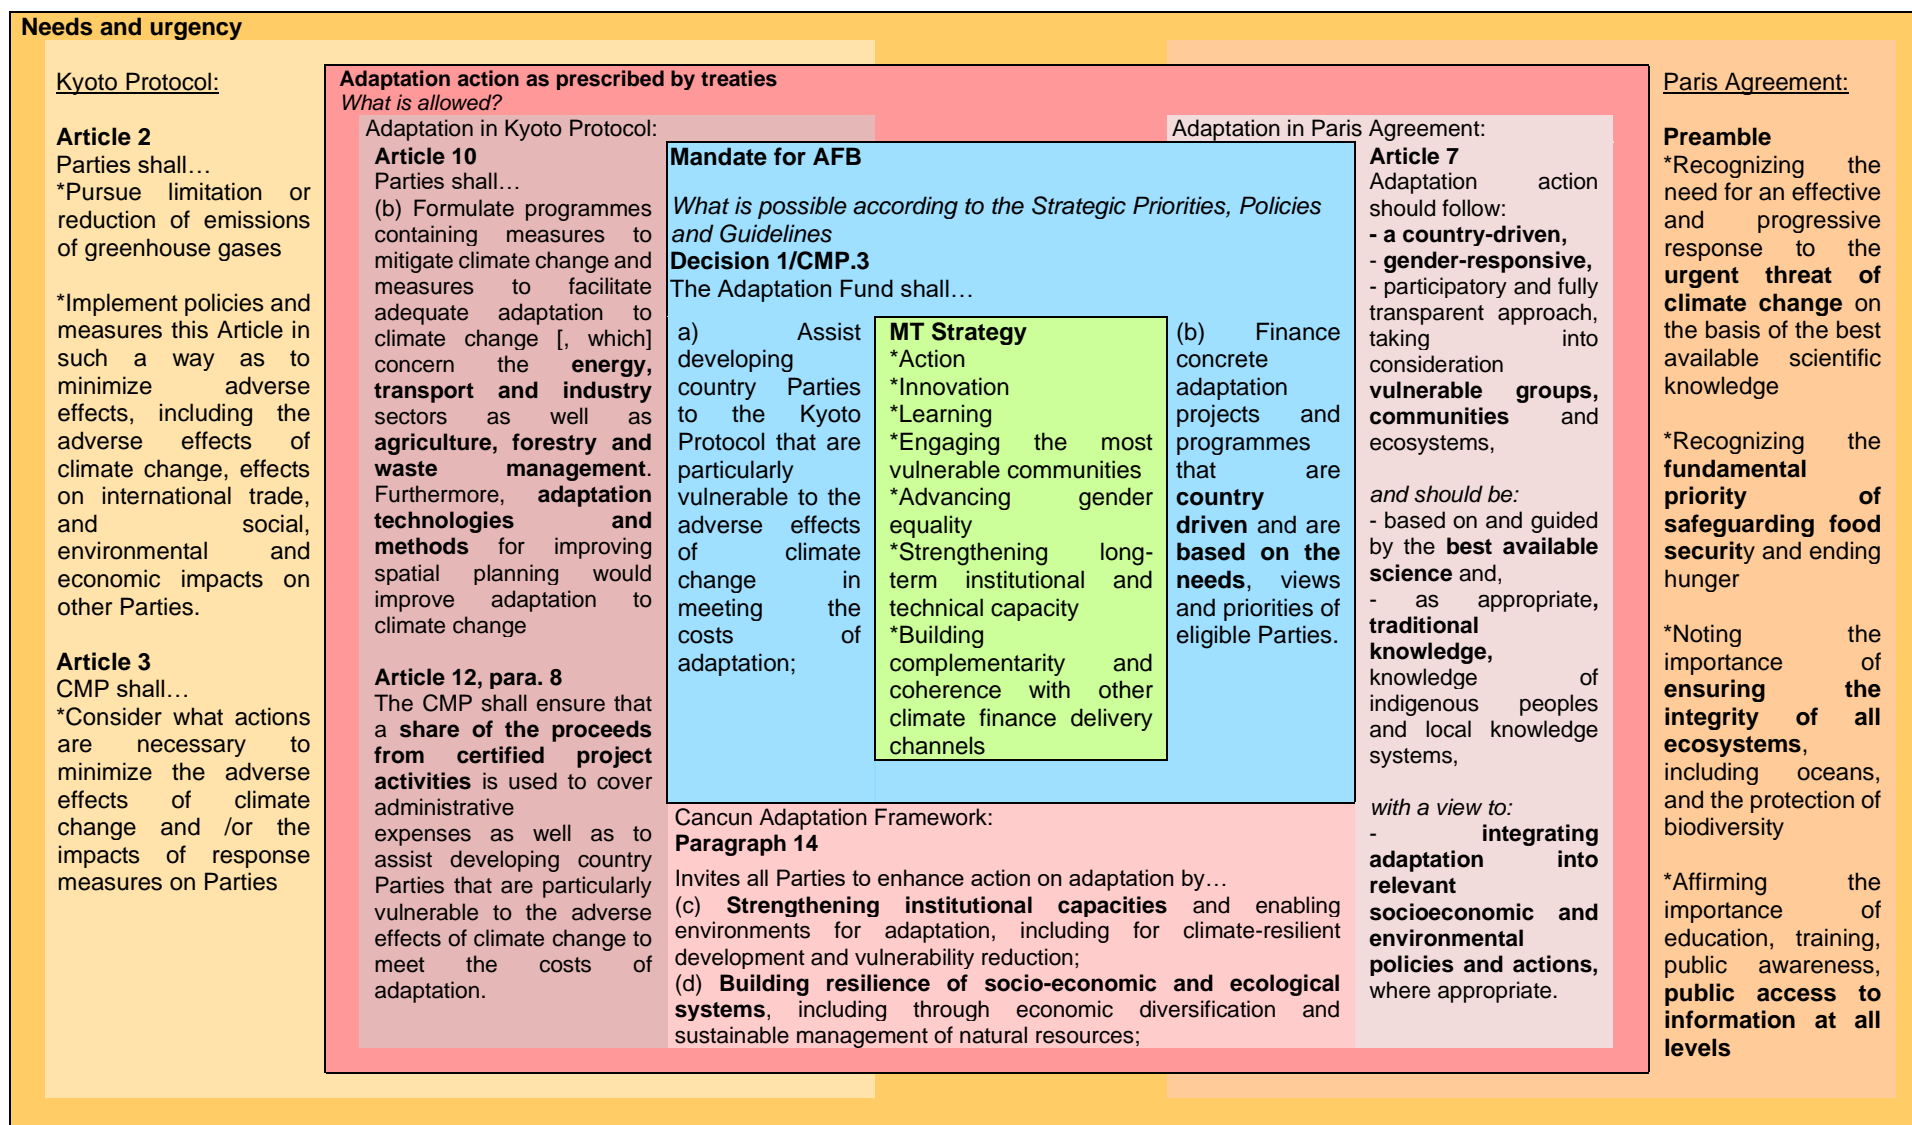 Needs and urgency
Kyoto Protocol:
Article 2
Parties shall…
*Pursue limitation or
reduction of emissions
of greenhouse gases
*Implement policies and
measures this Article in
such a way as to
minimize adverse
effects, including the
adverse effects of
climate change, effects
on international trade,
and social,
environmental and
economic impacts on
other Parties.
Article 3
CMP shall…
*Consider what actions
are necessary to
minimize the adverse
effects of climate
change and /or the
impacts of response
measures on Parties
Adaptation action as prescribed by treaties
What is allowed?
Adaptation in Kyoto Protocol:
Article 10
Parties shall…
(b) Formulate programmes
containing measures to
mitigate climate change and
measures to facilitate
adequate adaptation to
climate change [, which]
concern the energy,
transport and industry
sectors as well as
agriculture, forestry and
waste management.
Furthermore, adaptation
technologies and
methods for improving
spatial planning would
improve adaptation to
climate change
Article 12, para. 8
The CMP shall ensure that
a share of the proceeds
from certified project
activities is used to cover
administrative
expenses as well as to
assist developing country
Parties that are particularly
vulnerable to the adverse
effects of climate change to
meet the costs of
adaptation.
Mandate for AFB
What is possible according to the Strategic Priorities, Policies
and Guidelines
Decision 1/CMP.3
The Adaptation Fund shall…
a) Assist
developing
country Parties
to the Kyoto
Protocol that are
particularly
vulnerable to the
adverse effects
of climate
change in
meeting the
costs of
adaptation;
MT Strategy
*Action
*Innovation
*Learning
*Engaging the most
vulnerable communities
*Advancing gender
equality
*Strengthening long-
term institutional and
technical capacity
*Building
complementarity and
coherence with other
climate finance delivery
channels
(b) Finance
concrete
adaptation
projects and
programmes
that are
country
driven and are
based on the
needs, views
and priorities of
eligible Parties.
Cancun Adaptation Framework:
Paragraph 14
Invites all Parties to enhance action on adaptation by…
(c) Strengthening institutional capacities and enabling
environments for adaptation, including for climate-resilient
development and vulnerability reduction;
(d) Building resilience of socio-economic and ecological
systems, including through economic diversification and
sustainable management of natural resources;
Adaptation in Paris Agreement:
Article 7
Adaptation action
should follow:
- a country-driven,
- gender-responsive,
- participatory and fully
transparent approach,
taking into
consideration
vulnerable groups,
communities and
ecosystems,
and should be:
- based on and guided
by the best available
science and,
- as appropriate,
traditional
knowledge,
knowledge of
indigenous peoples
and local knowledge
systems,
with a view to:
- integrating
adaptation into
relevant
socioeconomic and
environmental
policies and actions,
where appropriate.
Paris Agreement:
Preamble
*Recognizing the
need for an effective
and progressive
response to the
urgent threat of
climate change on
the basis of the best
available scientific
knowledge
*Recognizing the
fundamental
priority of
safeguarding food
security and ending
hunger
*Noting the
importance of
ensuring the
integrity of all
ecosystems,
including oceans,
and the protection of
biodiversity
*Affirming the
importance of
education, training,
public awareness,
public access to
information at all
levels